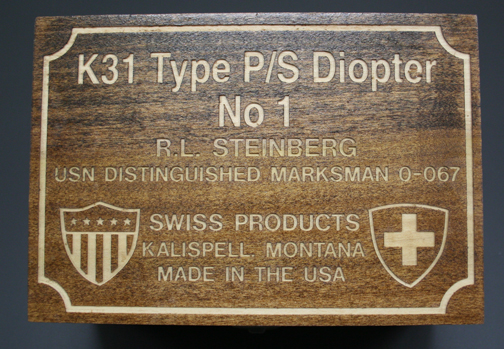 K31 Type P/S Diopter
No 1
R.L. STEINBERG
USN DISTINGUISHED MARKSMAN 0-067
SWISS PRODUCTS
KALISPELL, MONTANA
MADE IN THE USA